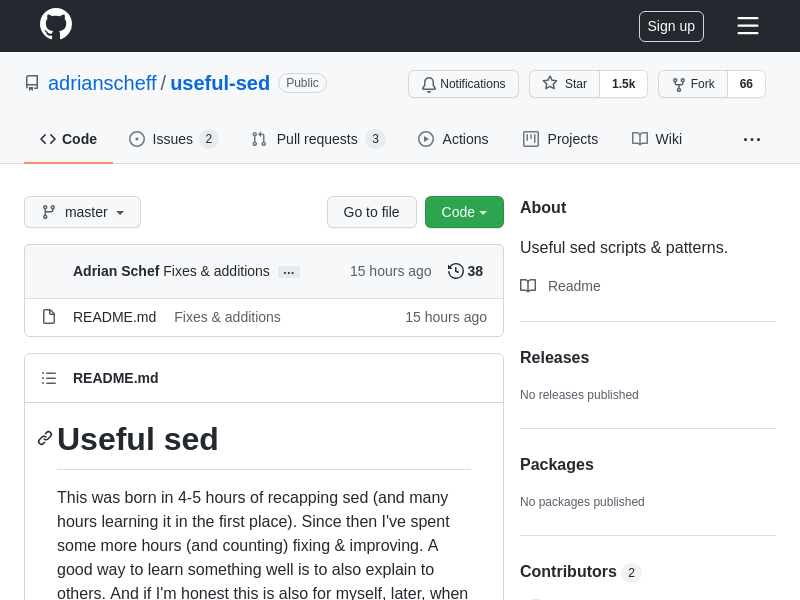 Sign up
adrianscheff / useful-sed Public
Notifications Star 1.5k Fork 66
Code Issues 2 Pull requests 3 Actions Projects Wiki ...
master Go to file Code
Adrian Schef Fixes & additions ... 15 hours ago 38
README.md Fixes & additions 15 hours ago
README.md
Useful sed
This was born in 4-5 hours of recapping sed (and many
hours learning it in the first place). Since then I've spent
some more hours (and counting) fixing & improving. A
good way to learn something well is to also explain to
others. And if I'm honest this is also for myself, later, when
About
Useful sed scripts & patterns.
Readme
Releases
No releases published
Packages
No packages published
Contributors 2